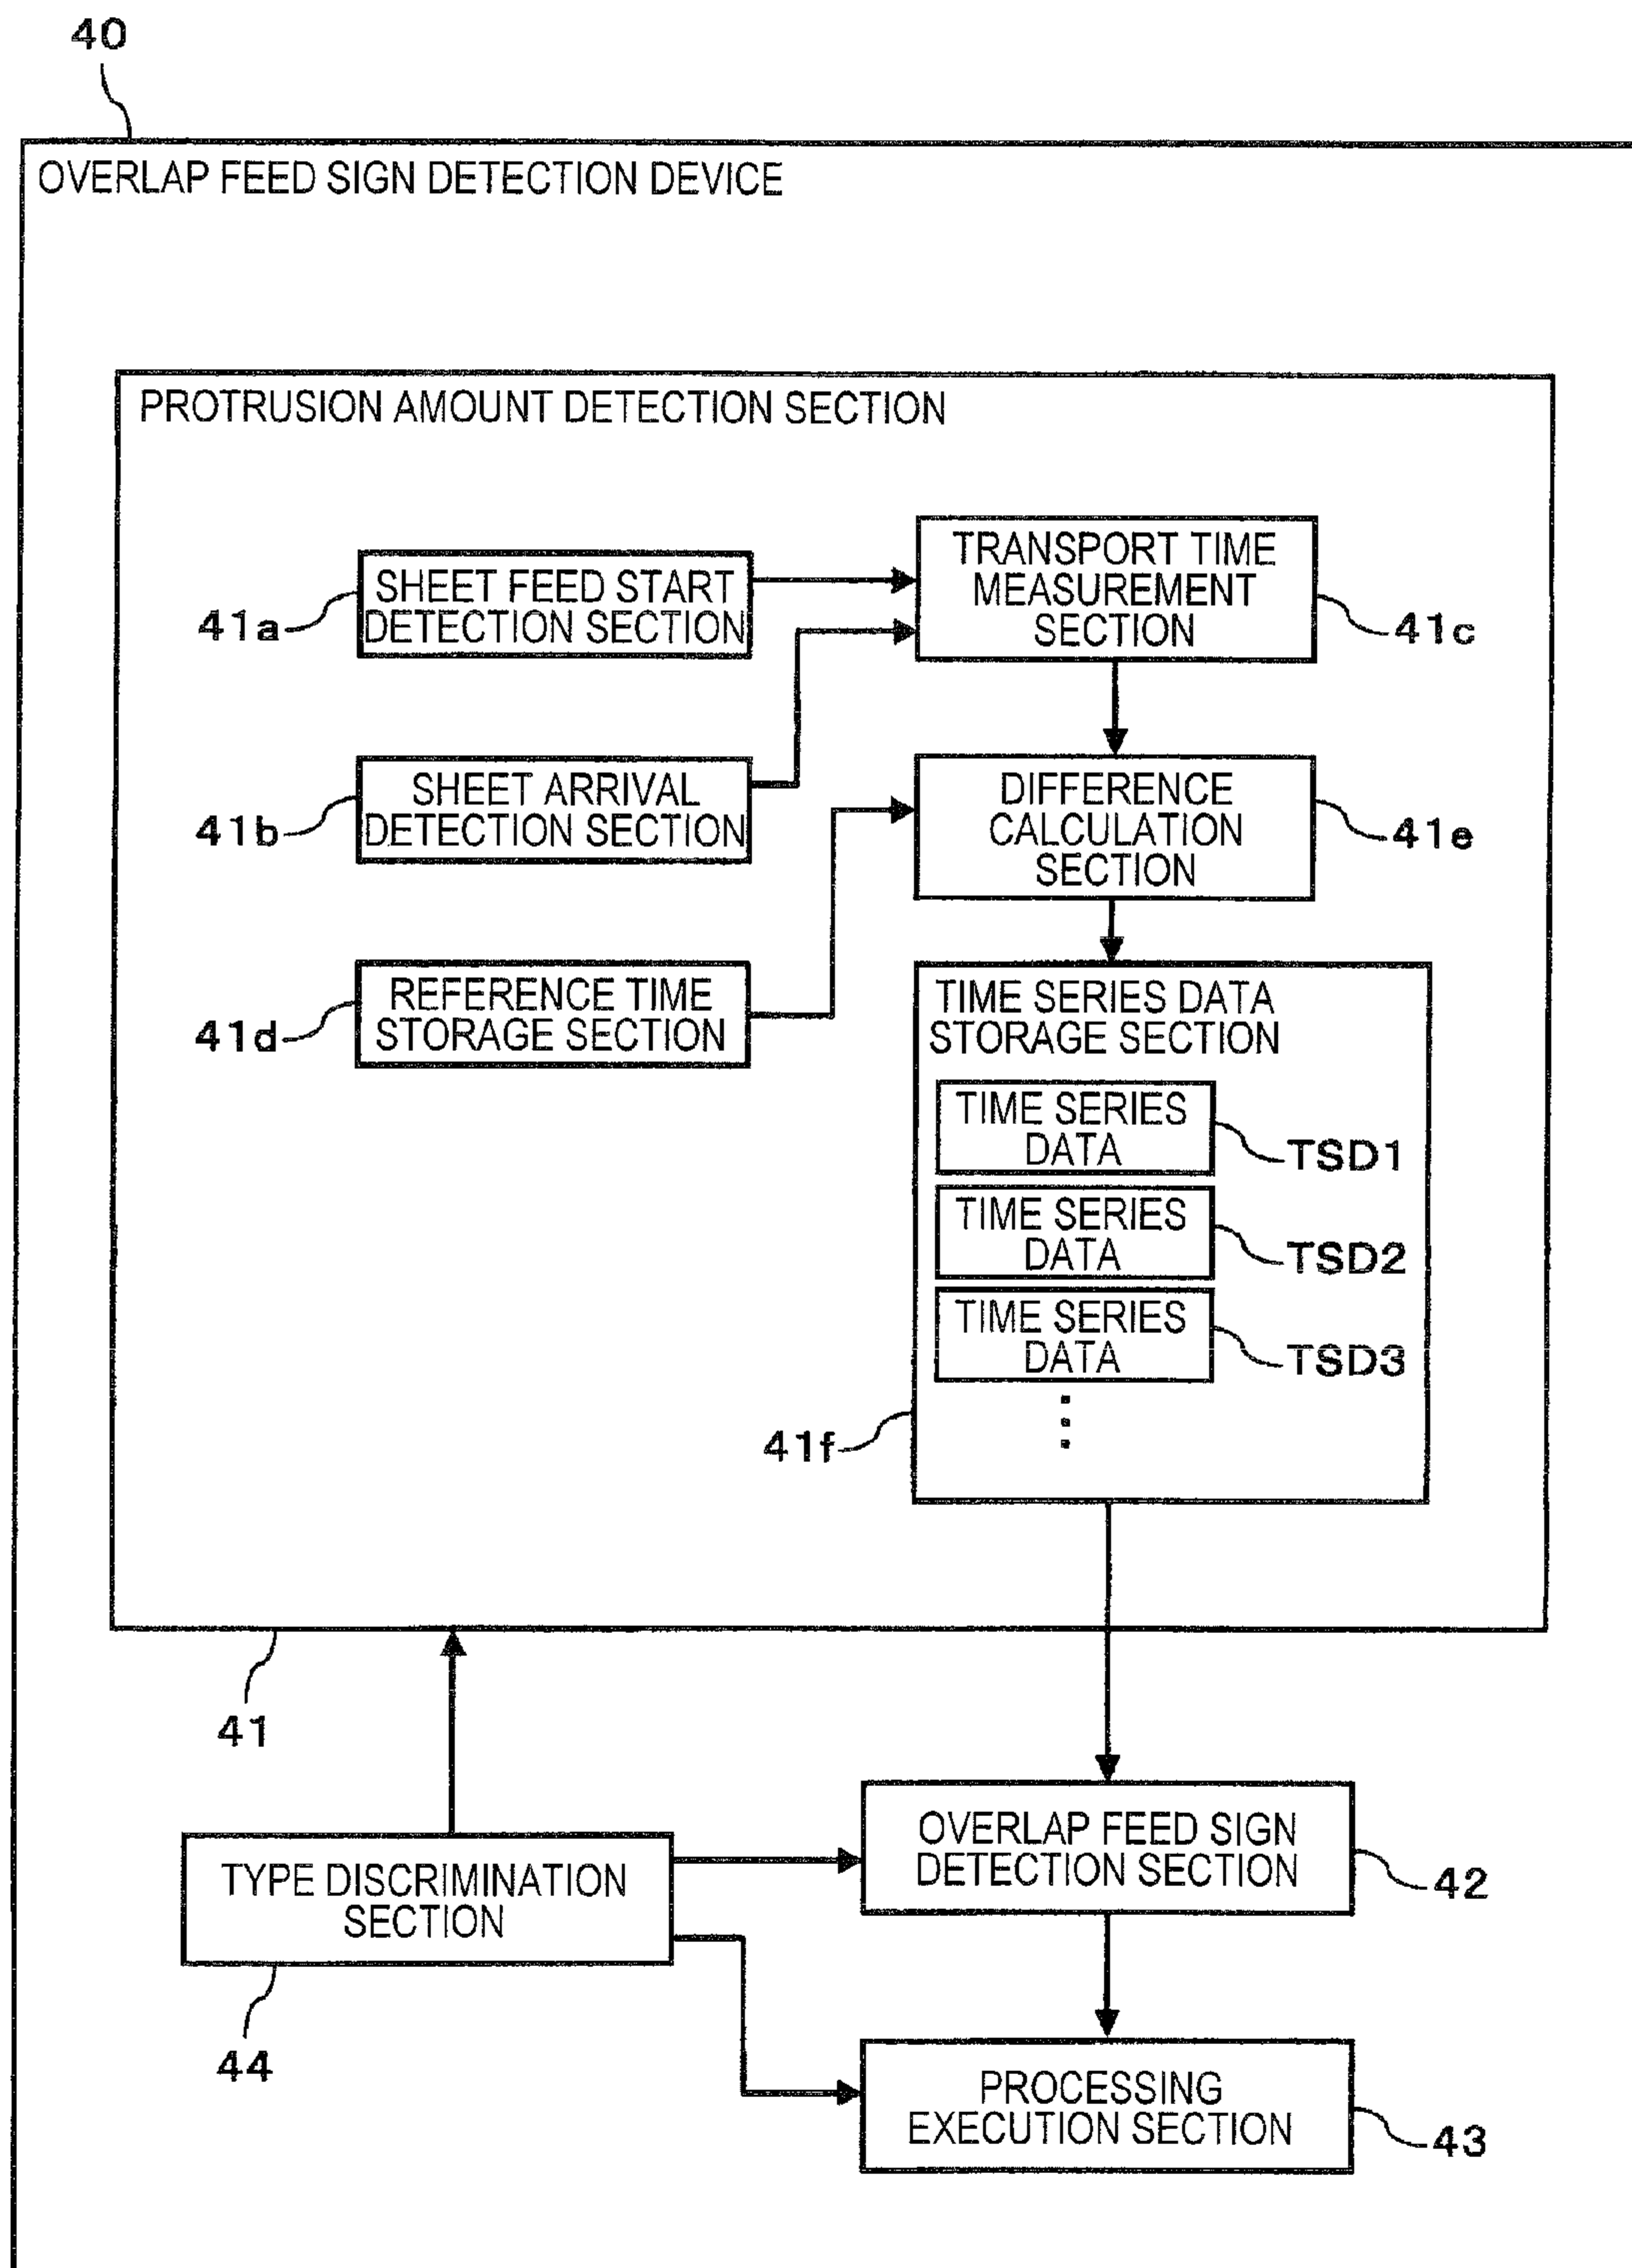 40
OVERLAP FEED SIGN DETECTION DEVICE
PROTRUSION AMOUNT DETECTION SECTION
SHEET FEED START
DETECTION SECTION
41a
TRANSPORT TIME
MEASUREMENT
SECTION
41c
SHEET ARRIVAL
DETECTION SECTION
41b
DIFFERENCE
CALCULATION
SECTION
41e
REFERENCE TIME
STORAGE SECTION
41d
TIME SERIES DATA
STORAGE SECTION
TIME SERIES
DATA
TSD1
TIME SERIES
DATA
TSD2
TIME SERIES
DATA
TSD3
41f
41
OVERLAP FEED SIGN
DETECTION SECTION
42
TYPE DISCRIMINATION
SECTION
44
PROCESSING
EXECUTION SECTION
43